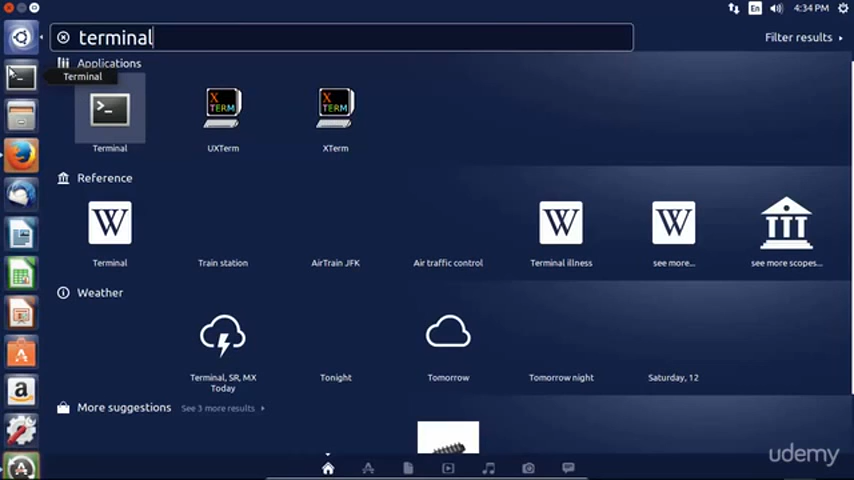 En
4:34 PM
terminal
Filter results
Applications
Terminal
X TERM
X TERM
Terminal
UXTerm
XTerm
Reference
W
W
W
Terminal
Train station
AirTrain JFK
Air traffic control
Terminal illness
see more...
see more scopes...
Weather
Terminal, SR, MX
Today
Tonight
Tomorrow
Tomorrow night
Saturday, 12
More suggestions
See 3 more results
udemy